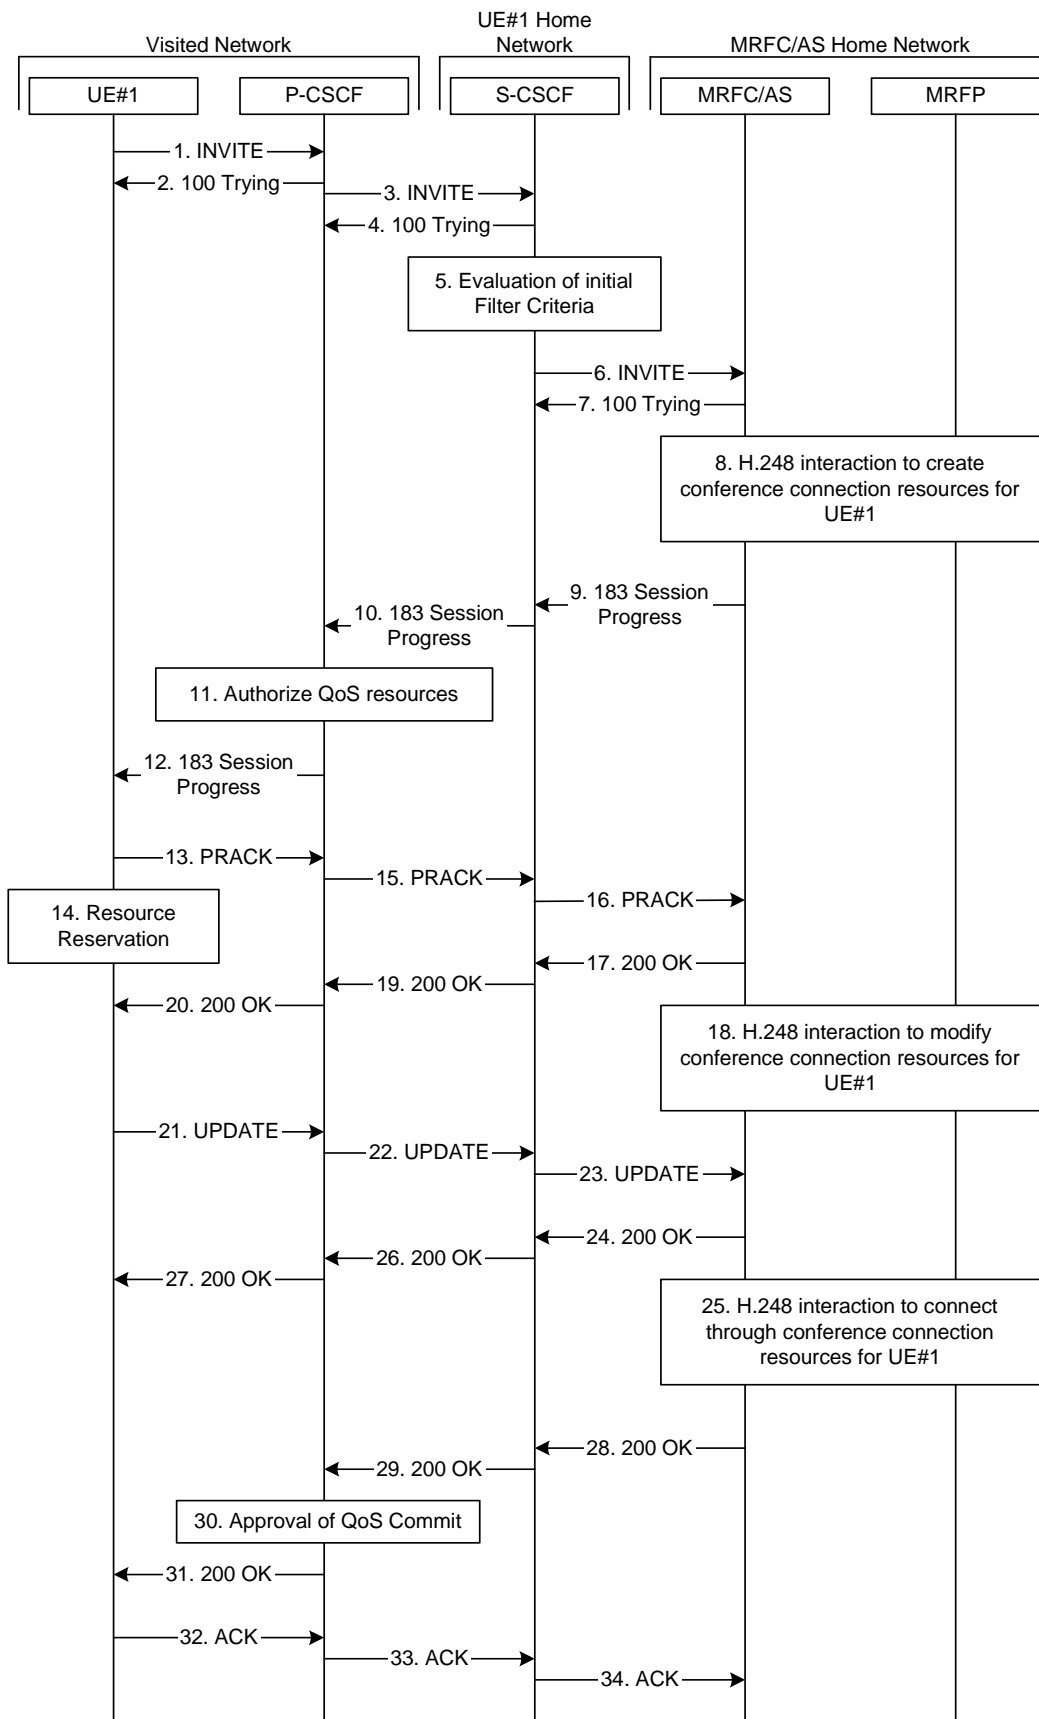 UE#1 Home
Network
Visited Network
MRFC/AS Home Network
UE#1
P-CSCF
S-CSCF
MRFC/AS
MRFP
1. INVITE
2. 100 Trying
3. INVITE
4. 100 Trying
5. Evaluation of initial
Filter Criteria
6. INVITE
7. 100 Trying
8. H.248 interaction to create
conference connection resources for
UE#1
9. 183 Session
Progress
10. 183 Session
Progress
11. Authorize QoS resources
12. 183 Session
Progress
13. PRACK
15. PRACK
16. PRACK
14. Resource
Reservation
17. 200 OK
19. 200 OK
20. 200 OK
18. H.248 interaction to modify
conference connection resources for
UE#1
21. UPDATE
22. UPDATE
23. UPDATE
24. 200 OK
26. 200 OK
27. 200 OK
25. H.248 interaction to connect
through conference connection
resources for UE#1
28. 200 OK
29. 200 OK
30. Approval of QoS Commit
31. 200 OK
32. ACK
33. ACK
34. ACK